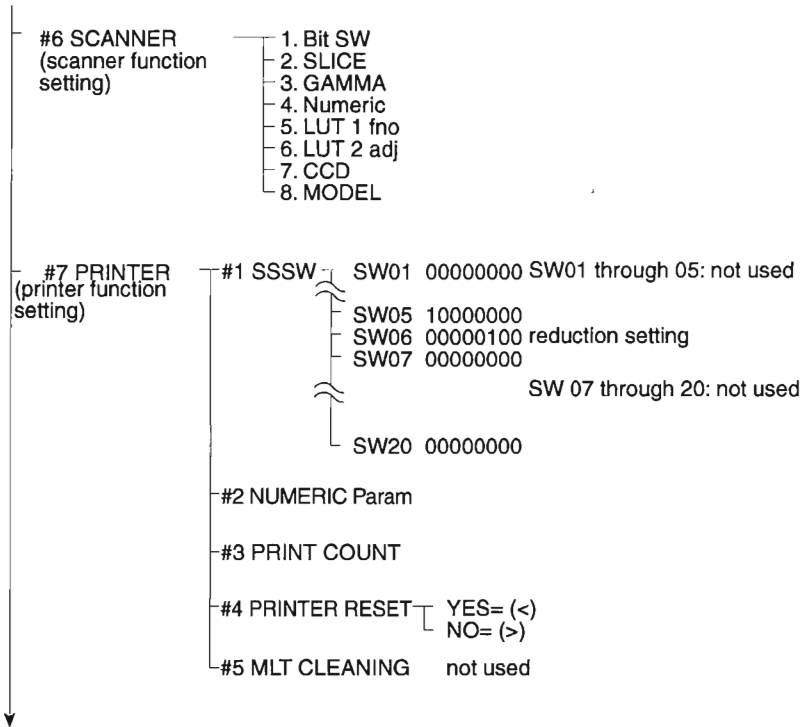 #6 SCANNER
(scanner function
setting)
1. Bit SW
2. SLICE
3. GAMMA
4. Numeric
5. LUT 1 fno
6. LUT 2 adj
7. CCD
8. MODEL
#7 PRINTER
(printer function
setting)
#1 SSSW
SW01 00000000 SW01 through 05: not used
SW05 10000000
SW06 00000100 reduction setting
SW07 00000000
SW 07 through 20: not used
SW20 00000000
#2 NUMERIC Param
#3 PRINT COUNT
#4 PRINTER RESET
YES= (<)
NO= (>)
#5 MLT CLEANING not used